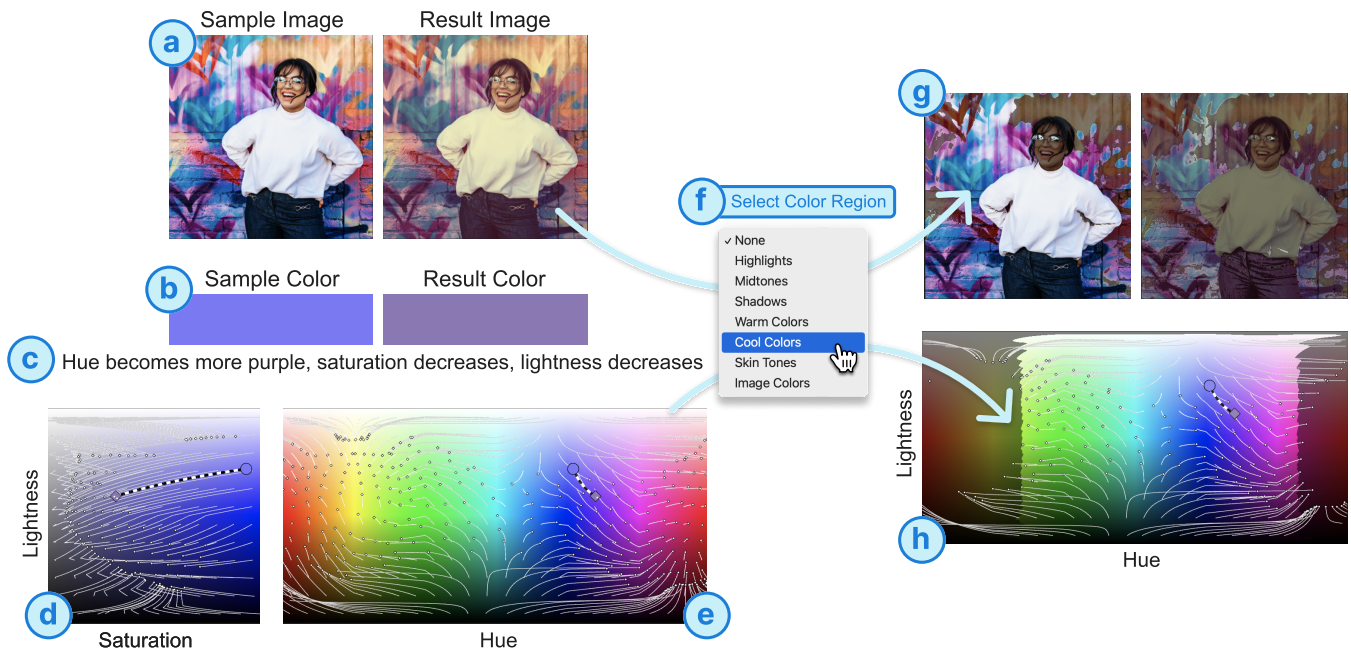 Sample Image
Result Image
a
g
f
Select Color Region
✓ None
Highlights
Midtones
Shadows
Warm Colors
Cool Colors
Skin Tones
Image Colors
Sample Color
Result Color
b
c
Hue becomes more purple, saturation decreases, lightness decreases
Lightness
d
Saturation
e
Hue
Lightness
h
Hue